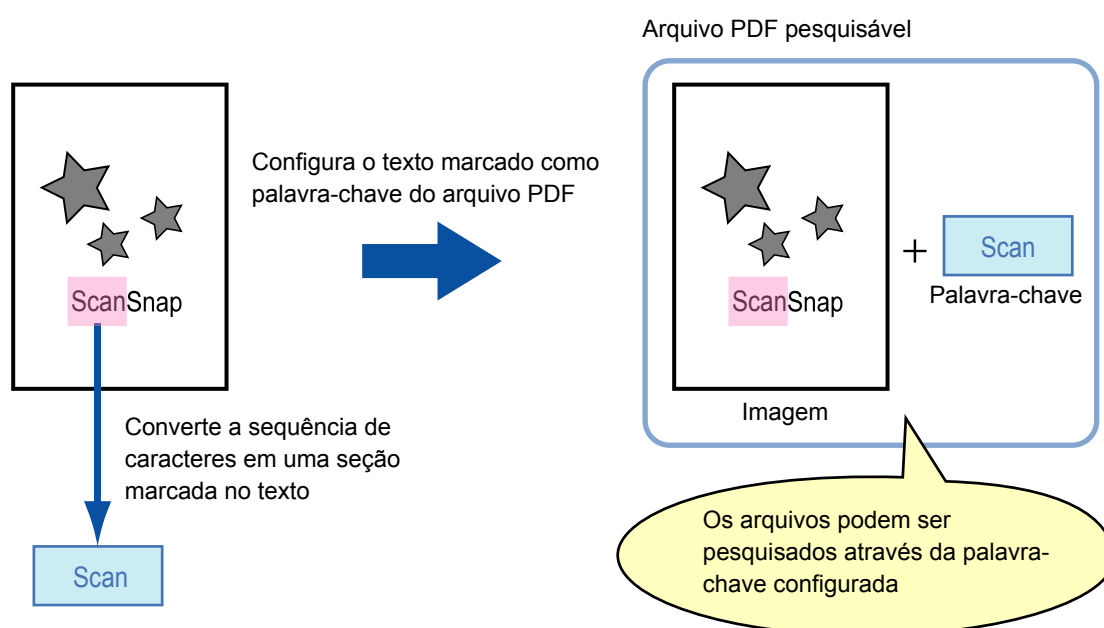 Arquivo PDF pesquisável
Configura o texto marcado como
palavra-chave do arquivo PDF
ScanSnap
Converte a sequência de
caracteres em uma seção
marcada no texto
Scan
ScanSnap
Imagem
+
Scan
Palavra-chave
Os arquivos podem ser
pesquisados através da palavra-
chave configurada